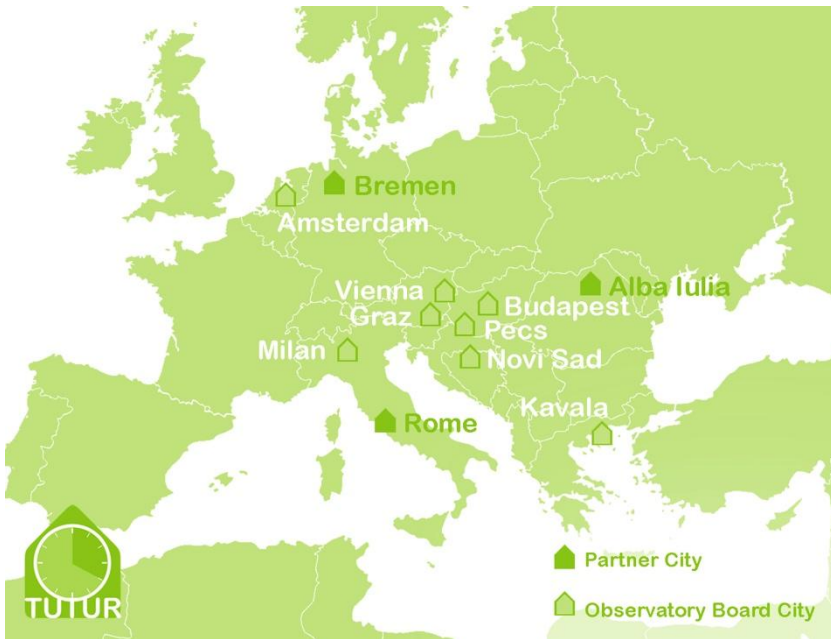 Bremen
Amsterdam
Vienna
Alba Iulia
Budapest
Graz
Pecs
Milan
Novi Sad
Kavala
Rome
Partner City
TUTUR
Observatory Board City